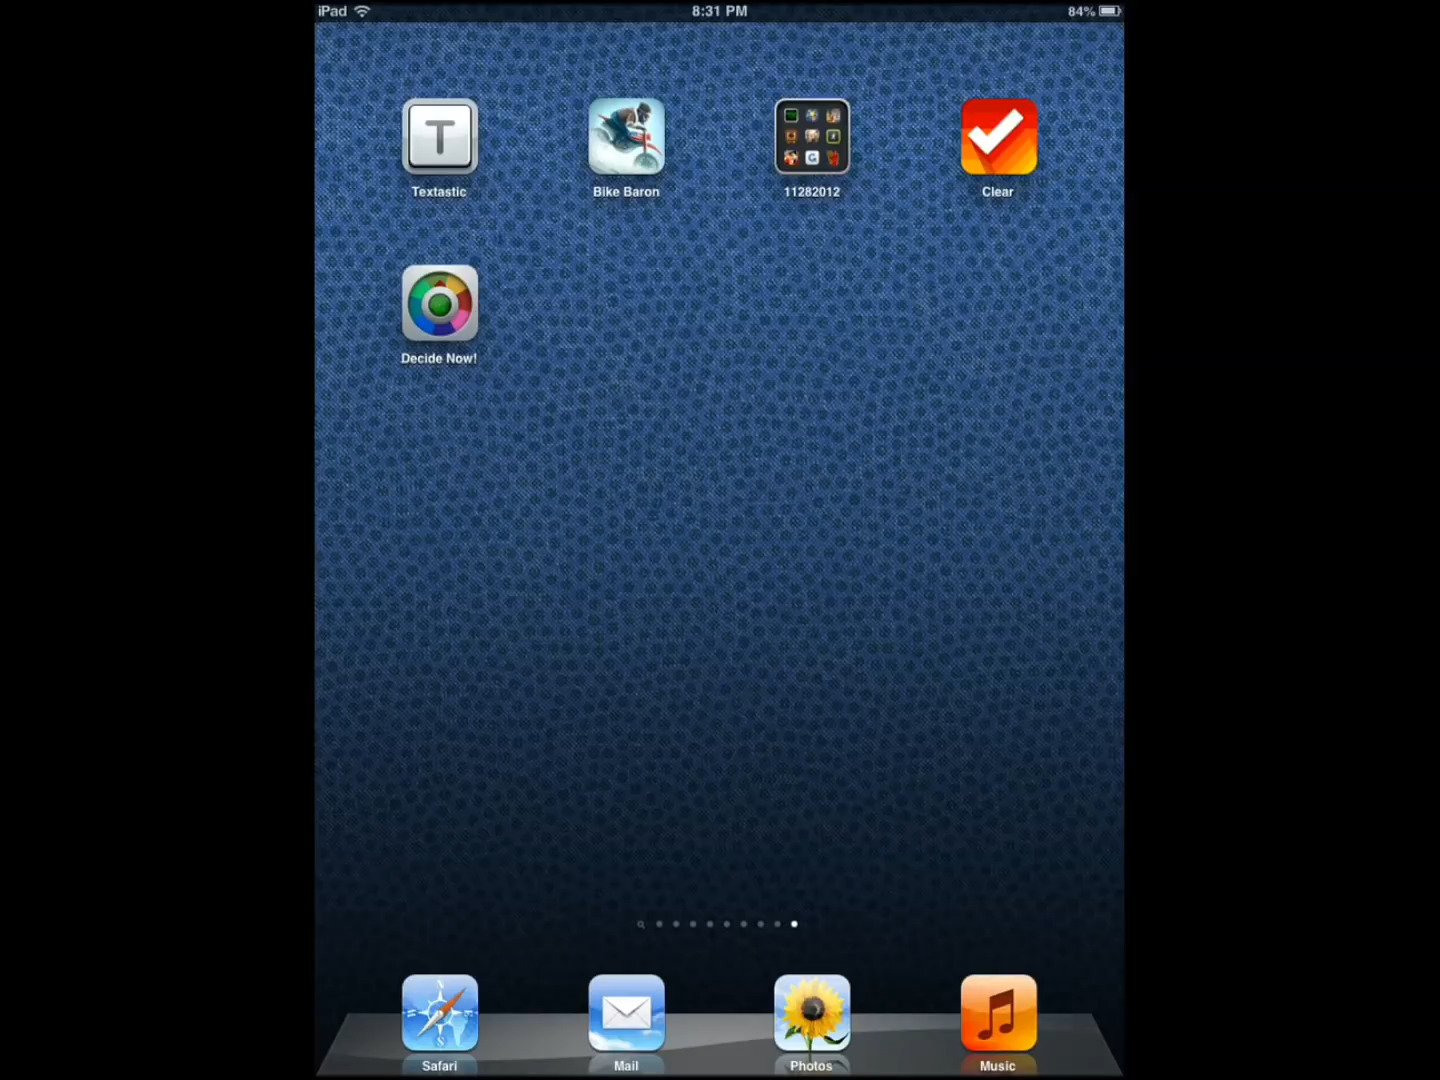 iPad 8:31 PM 84%
T
Textastic Bike Baron 11282012 Clear
Decide Now!
Safari Mail Photos Music